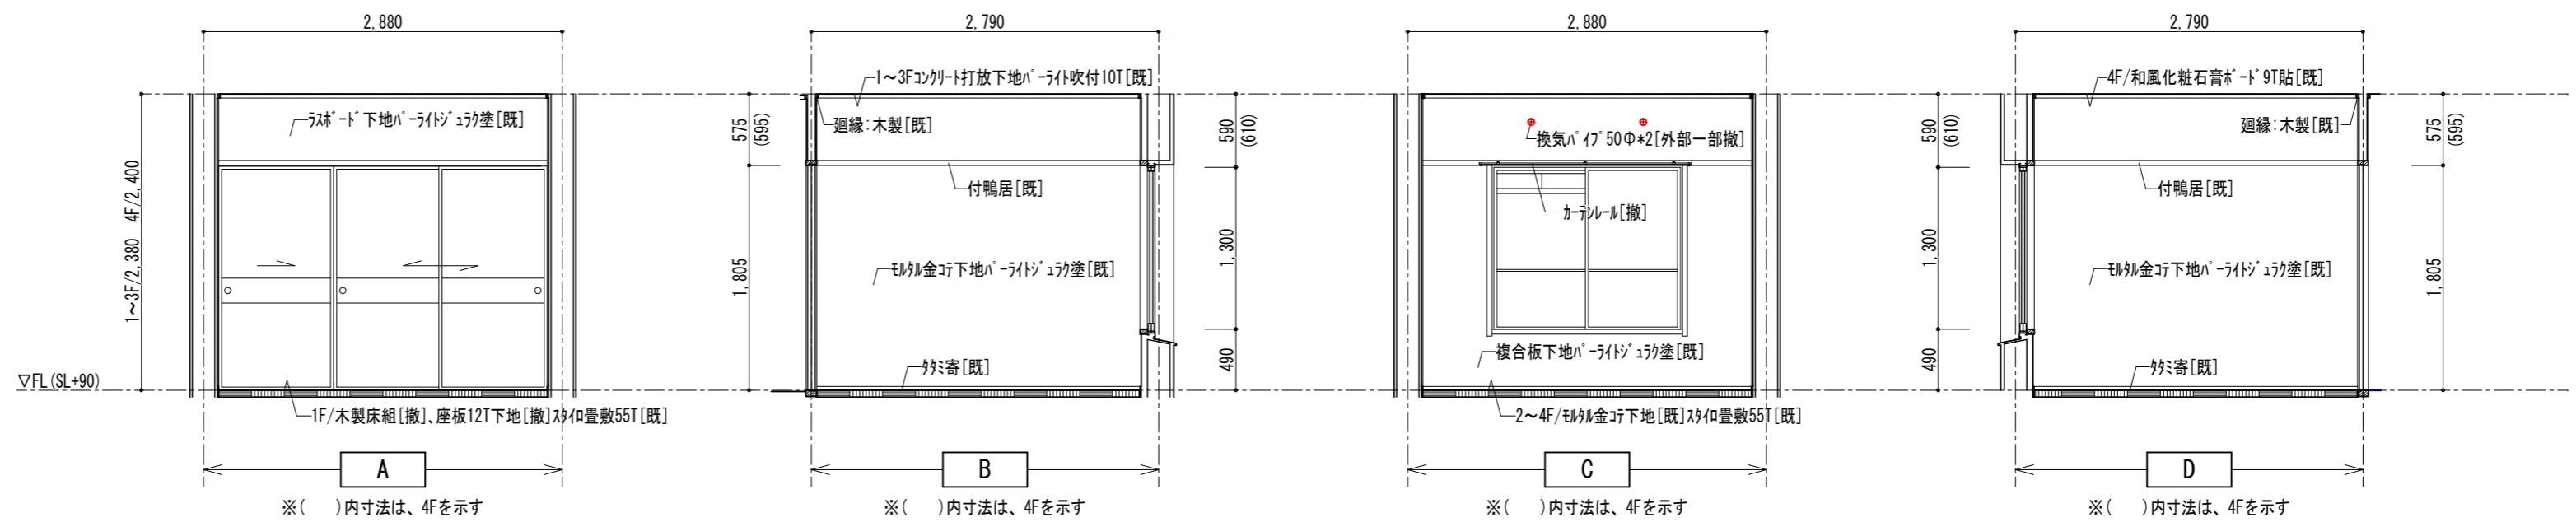 2,880
2,790
2,880
2,790
1~3Fコンクリート打放下地パーライト吹付10T[既]
4F/和風化粧石膏ボード9T貼[既]
ラスボード下地パーライトジュラク塗[既]
575
(595)
廻縁:木製[既]
590
(610)
換気パイプ50Φ*2[外部一部撤]
590
(610)
廻縁:木製[既]
575
(595)
1~3F/2,380 4F/2,400
付鴨居[既]
カーテンレール[撤]
付鴨居[既]
1,805
モルタル金コテ下地パーライトジュラク塗[既]
1,300
1,300
モルタル金コテ下地パーライトジュラク塗[既]
1,805
490
複合板下地パーライトジュラク塗[既]
490
▽FL(SL+90)
タタミ寄[既]
タタミ寄[既]
1F/木製床組[撤]、座板12T下地[撤]スタイロ畳敷55T[既]
2~4F/モルタル金コテ下地[既]スタイロ畳敷55T[既]
A
B
C
D
※( )内寸法は、4Fを示す
※( )内寸法は、4Fを示す
※( )内寸法は、4Fを示す
※( )内寸法は、4Fを示す